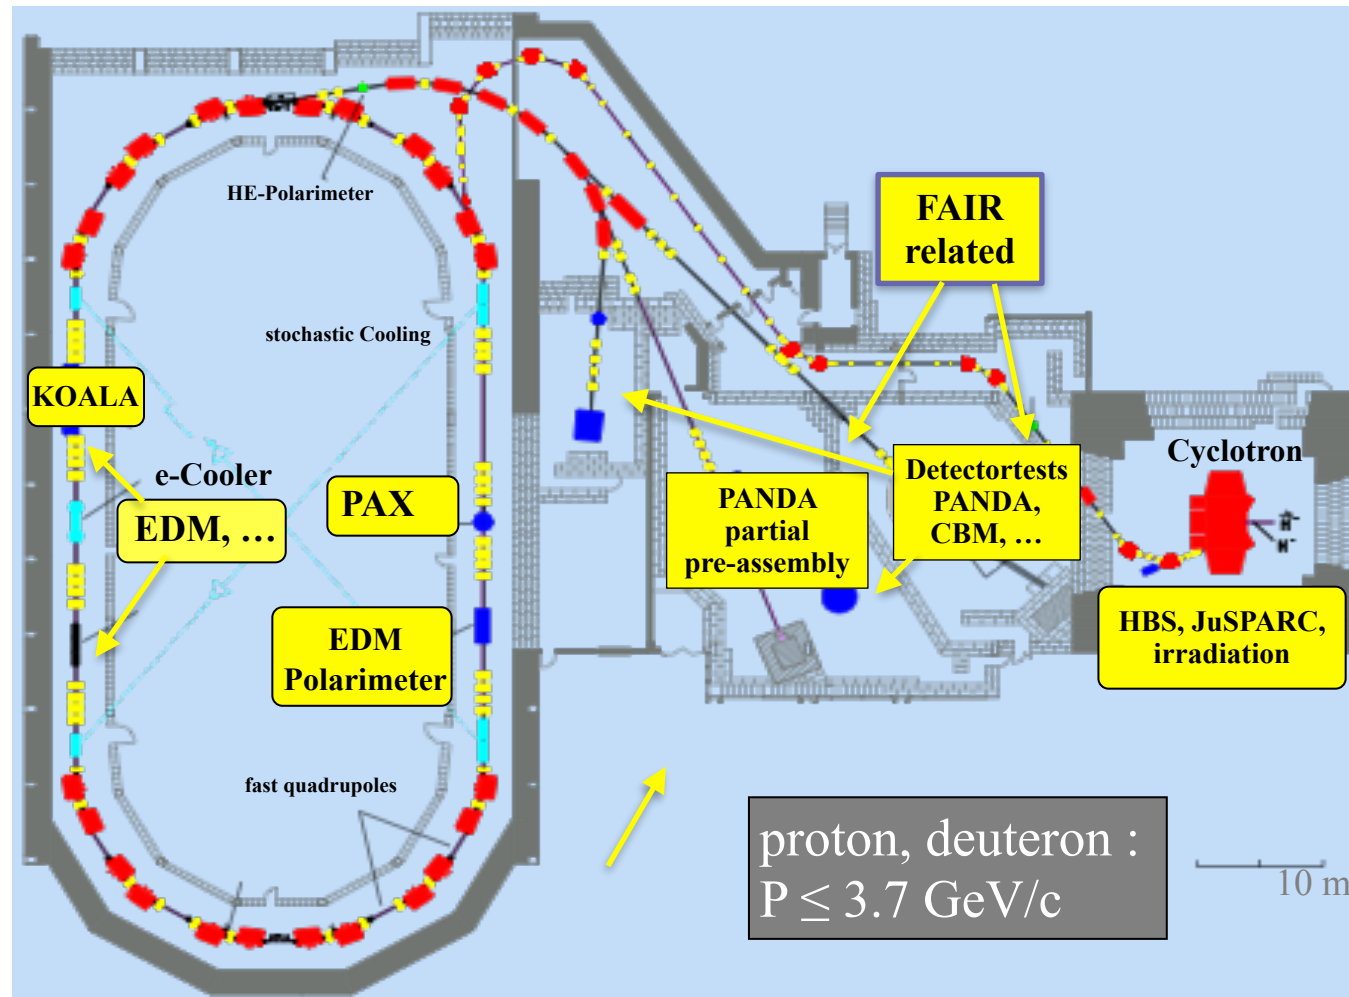 HE-Polarimeter
FAIR
related
stochastic Cooling
KOALA
e-Cooler
EDM, …
PAX
PANDA
partial
pre-assembly
Detectortests
PANDA,
CBM, …
Cyclotron
H⁻
EDM
Polarimeter
HBS, JuSPARC,
irradiation
fast quadrupoles
proton, deuteron :
P ≤ 3.7 GeV/c
10 m